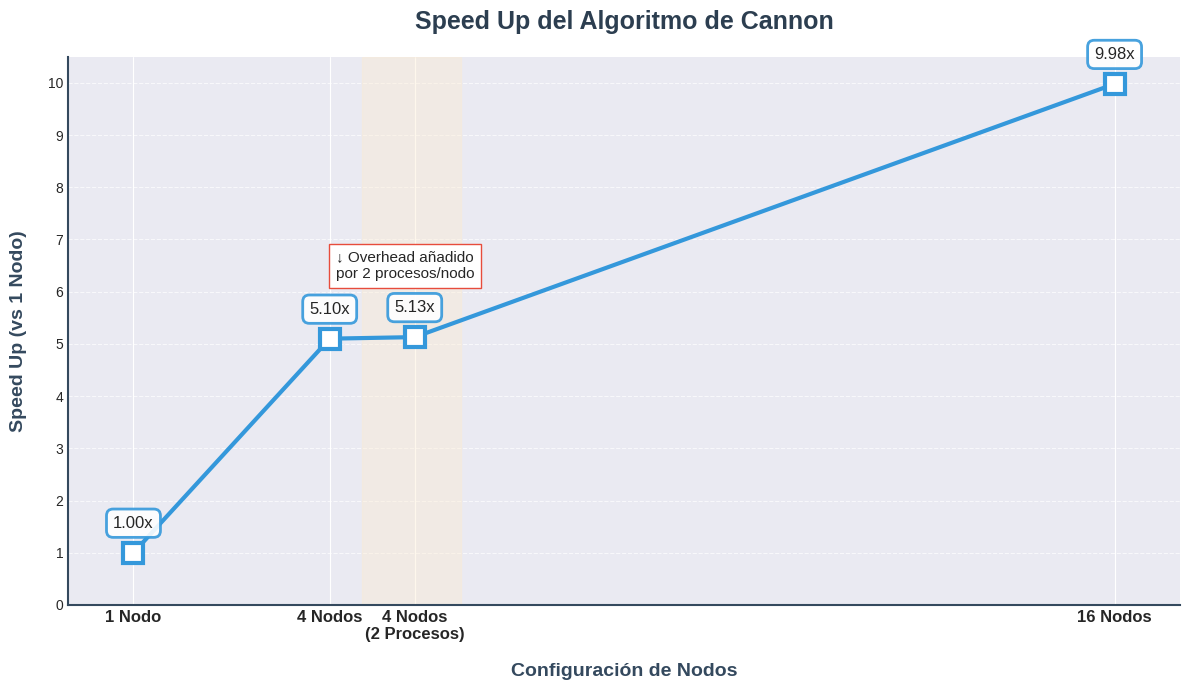 Speed Up del Algoritmo de Cannon
9.98x
10
9
8
7
↓ Overhead añadido
por 2 procesos/nodo
6
5.10x
5.13x
5
4
3
2
1.00x
1
0
Speed Up (vs 1 Nodo)
1 Nodo
4 Nodos
4 Nodos
(2 Procesos)
16 Nodos
Configuración de Nodos